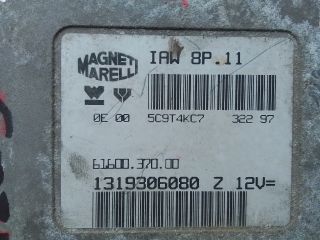 MAGNETI MARELLI IAW 8P.11
0E 00 5C9T4KC7 322 97
61600.370.00
1319306080 Z 12V=